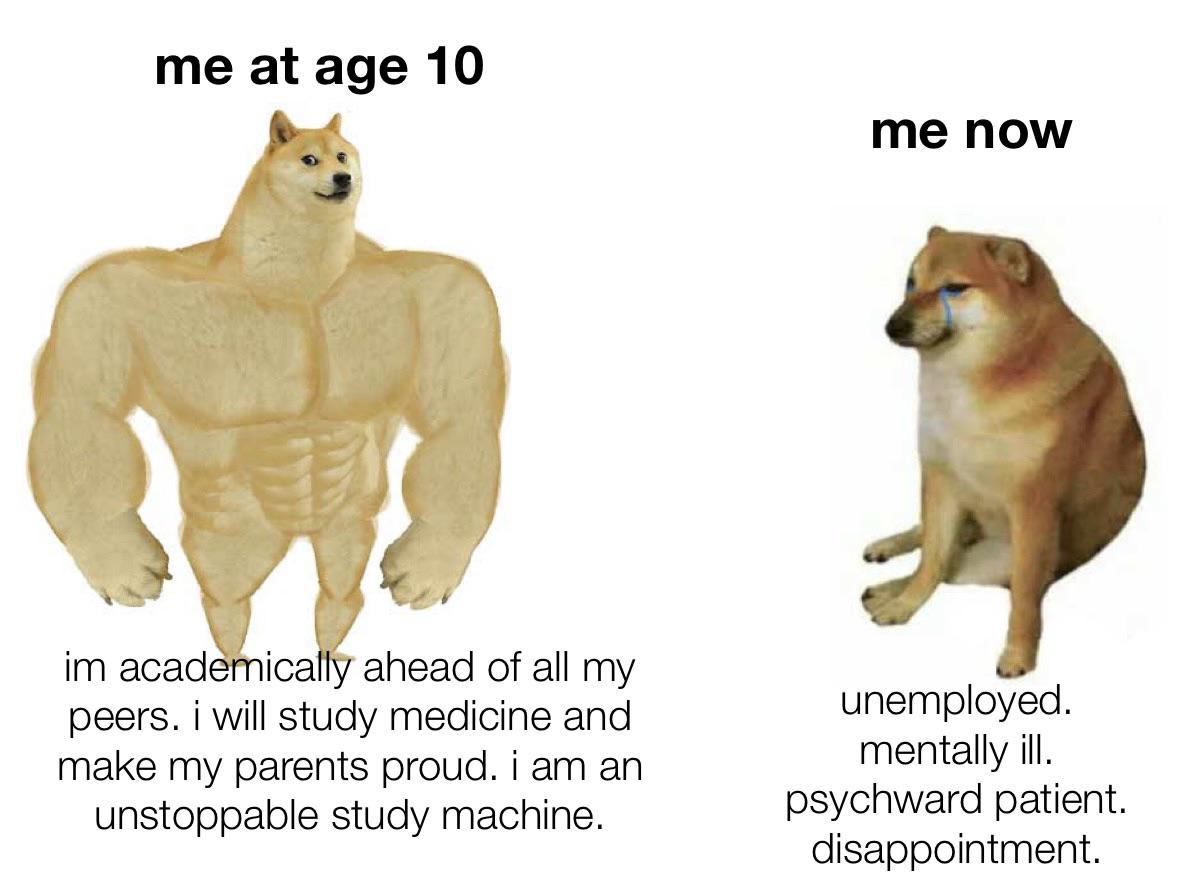 me at age 10
me now
im academically ahead of all my
peers. i will study medicine and
make my parents proud. i am an
unstoppable study machine.
unemployed.
mentally ill.
psychward patient.
disappointment.